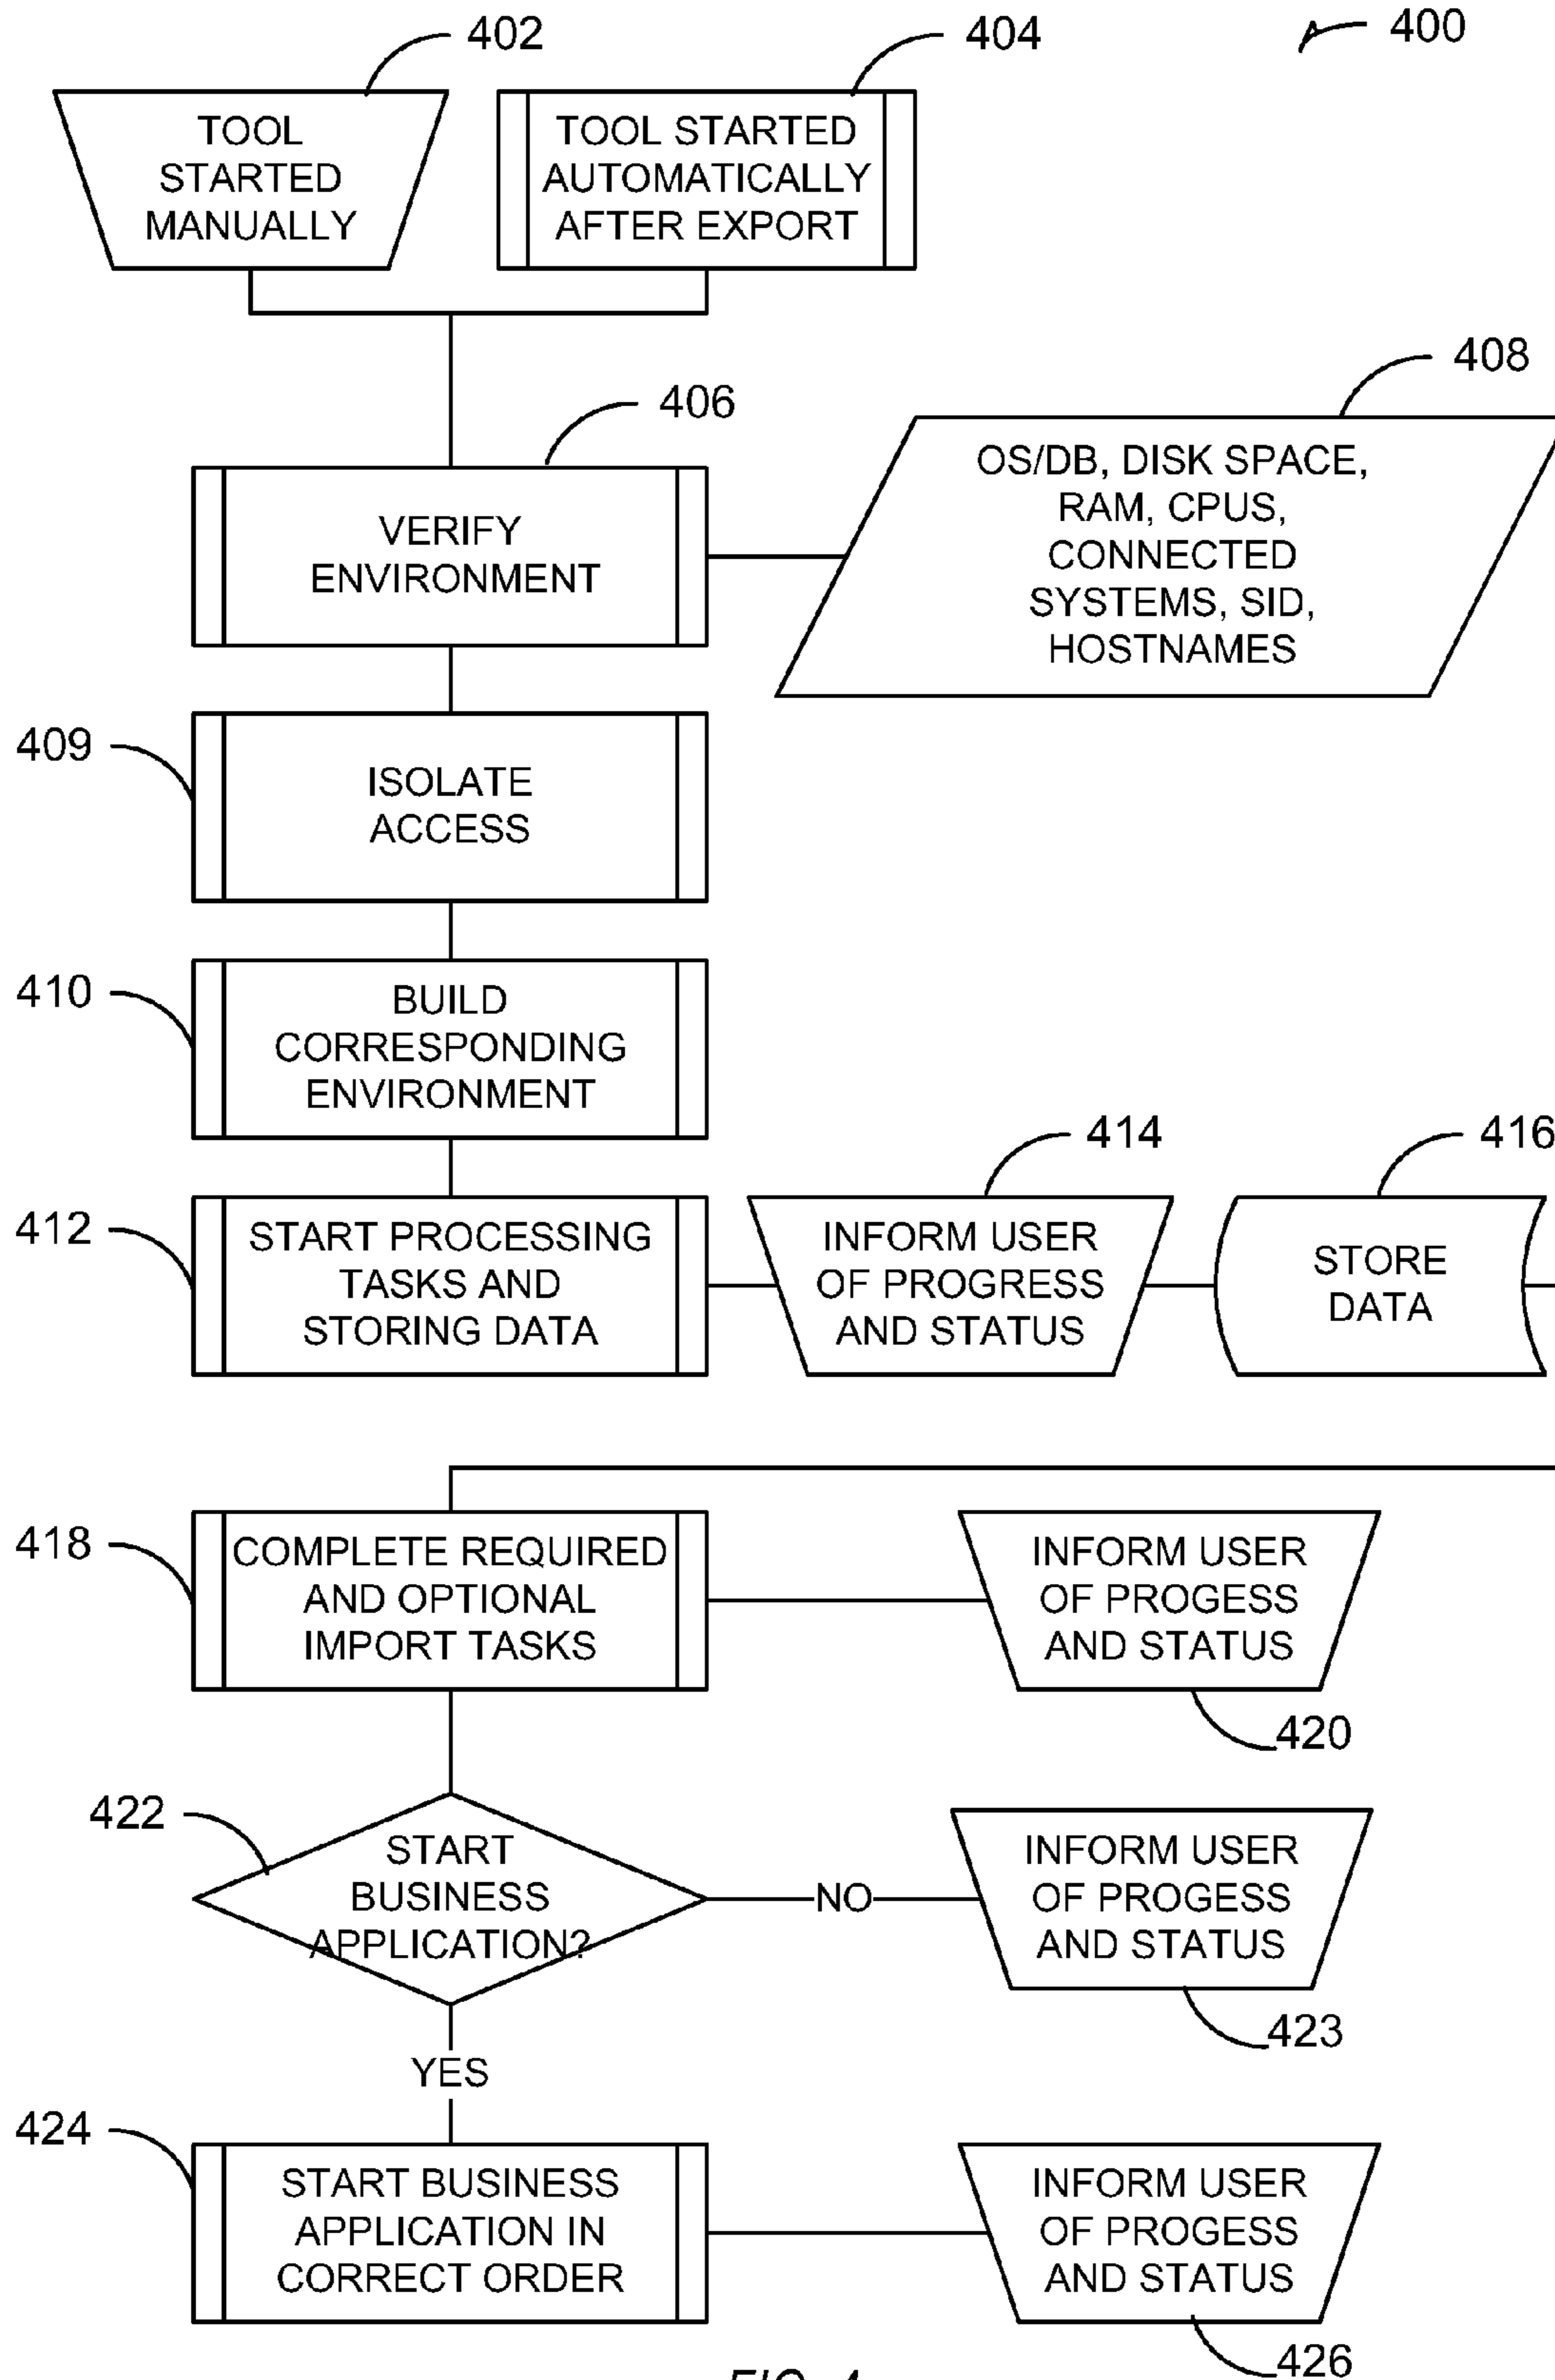 402
404
400
TOOL
STARTED
MANUALLY
TOOL STARTED
AUTOMATICALLY
AFTER EXPORT
406
408
VERIFY
ENVIRONMENT
OS/DB, DISK SPACE,
RAM, CPUS,
CONNECTED
SYSTEMS, SID,
HOSTNAMES
409
ISOLATE
ACCESS
410
BUILD
CORRESPONDING
ENVIRONMENT
414
416
412
START PROCESSING
TASKS AND
STORING DATA
INFORM USER
OF PROGRESS
AND STATUS
STORE
DATA
418
COMPLETE REQUIRED
AND OPTIONAL
IMPORT TASKS
INFORM USER
OF PROGESS
AND STATUS
420
422
START
BUSINESS
APPLICATION?
NO
INFORM USER
OF PROGESS
AND STATUS
423
YES
424
START BUSINESS
APPLICATION IN
CORRECT ORDER
INFORM USER
OF PROGESS
AND STATUS
426
FIG. 4